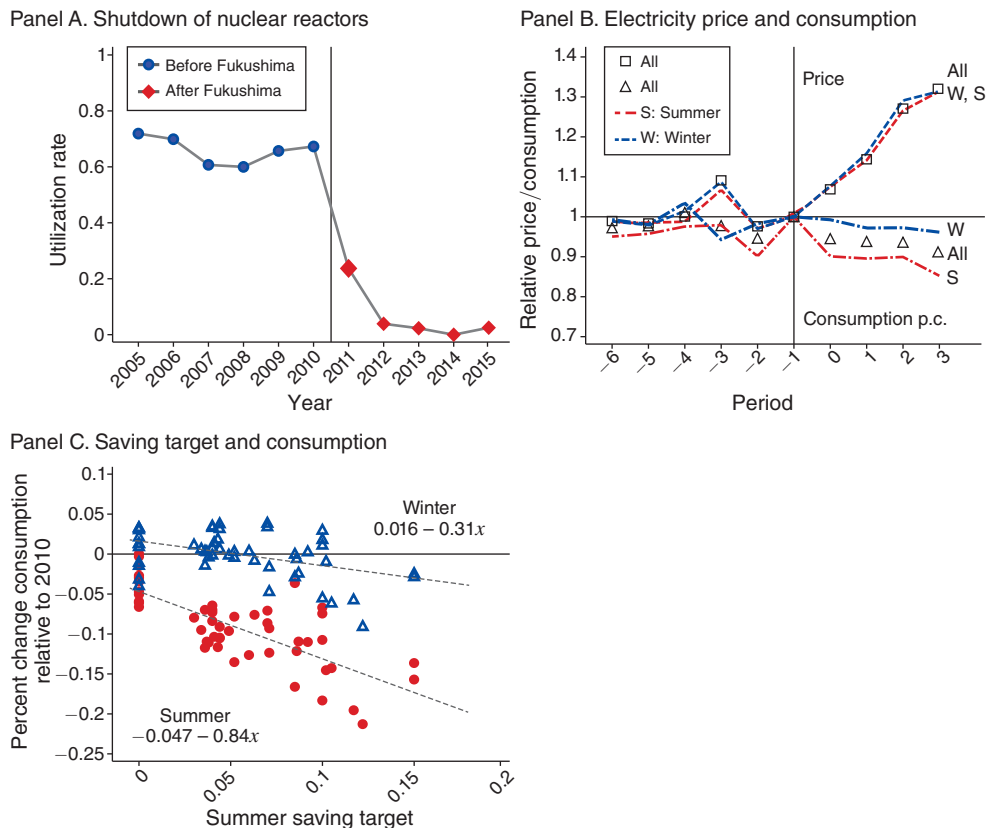 Panel A. Shutdown of nuclear reactors
1
0.8
0.6
0.4
0.2
0
Utilization rate
Before Fukushima
After Fukushima
2005
2006
2007
2008
2009
2010
2011
2012
2013
2014
2015
Year
Panel B. Electricity price and consumption
1.4
1.3
1.2
1.1
1
0.9
0.8
0.7
Relative price/consumption
All
All
S: Summer
W: Winter
Price
All
W, S
W
All
S
Consumption p.c.
−6
−5
−4
−3
−2
−1
0
1
2
3
Period
Panel C. Saving target and consumption
0.1
0.05
0
−0.05
−0.1
−0.15
−0.2
−0.25
Percent change consumption
relative to 2010
Winter
0.016 − 0.31x
Summer
−0.047 − 0.84x
0
0.05
0.1
0.15
0.2
Summer saving target